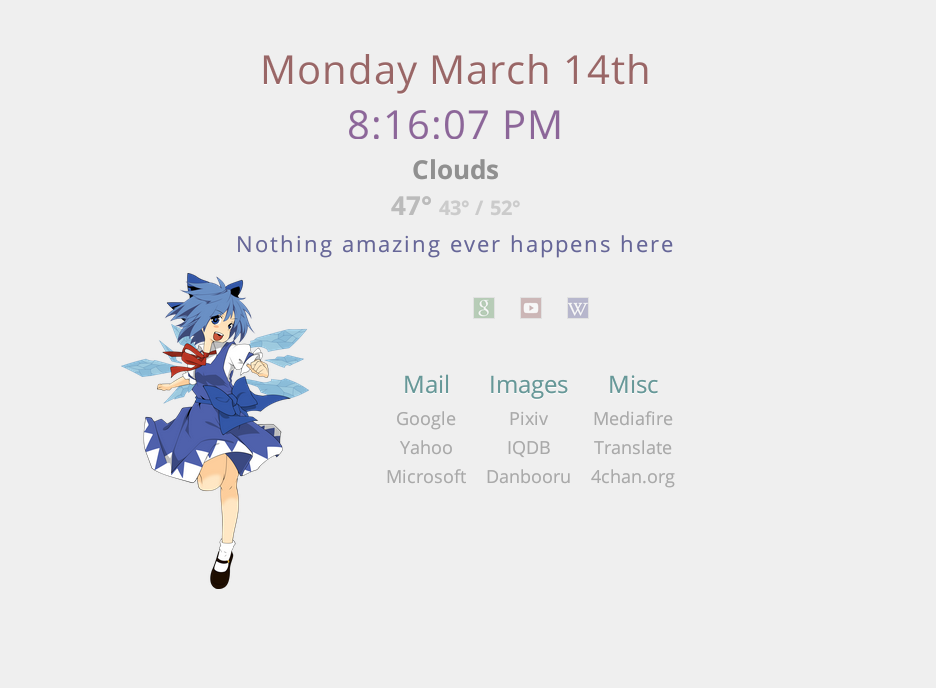 Monday March 14th
8:16:07 PM
Clouds
47° 43° / 52°
Nothing amazing ever happens here
8 W
Mail Images Misc
Google Pixiv Mediafire
Yahoo IQDB Translate
Microsoft Danbooru 4chan.org